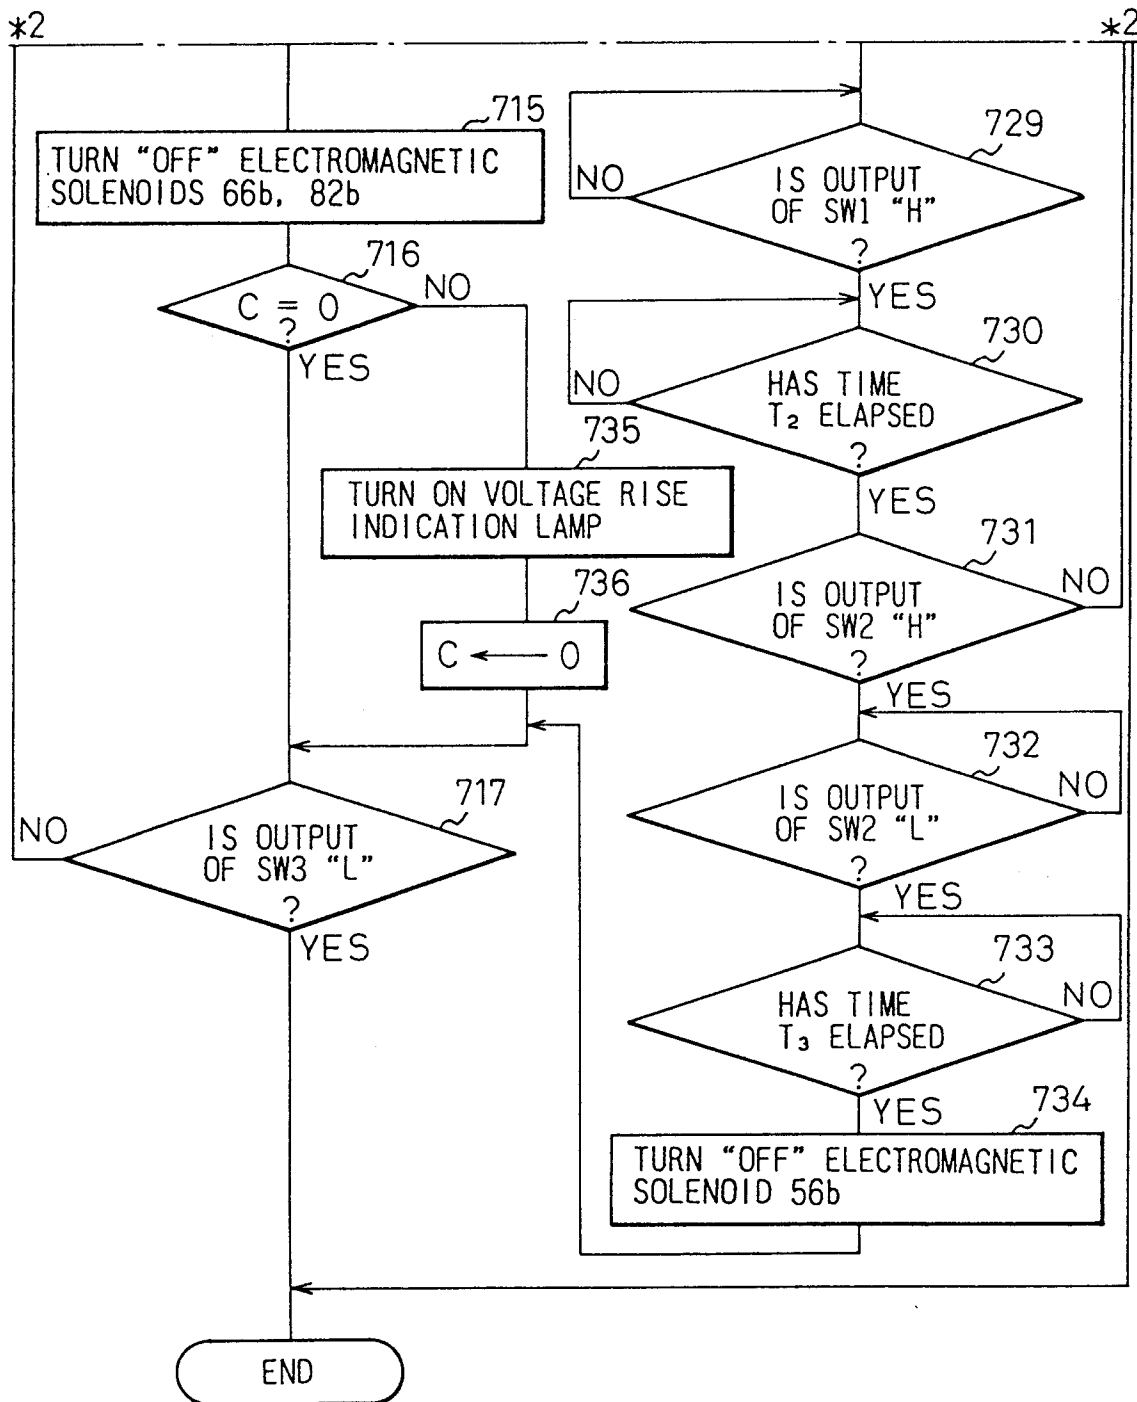 *2
*2
715
TURN "OFF" ELECTROMAGNETIC
SOLENOIDS 66b, 82b
716
C = 0
?
NO
YES
735
TURN ON VOLTAGE RISE
INDICATION LAMP
736
C ← 0
717
IS OUTPUT
OF SW3 "L"
?
NO
YES
729
IS OUTPUT
OF SW1 "H"
?
NO
YES
730
HAS TIME
T₂ ELAPSED
?
NO
YES
731
IS OUTPUT
OF SW2 "H"
?
NO
YES
732
IS OUTPUT
OF SW2 "L"
?
NO
YES
733
HAS TIME
T₃ ELAPSED
?
NO
YES
734
TURN "OFF" ELECTROMAGNETIC
SOLENOID 56b
END